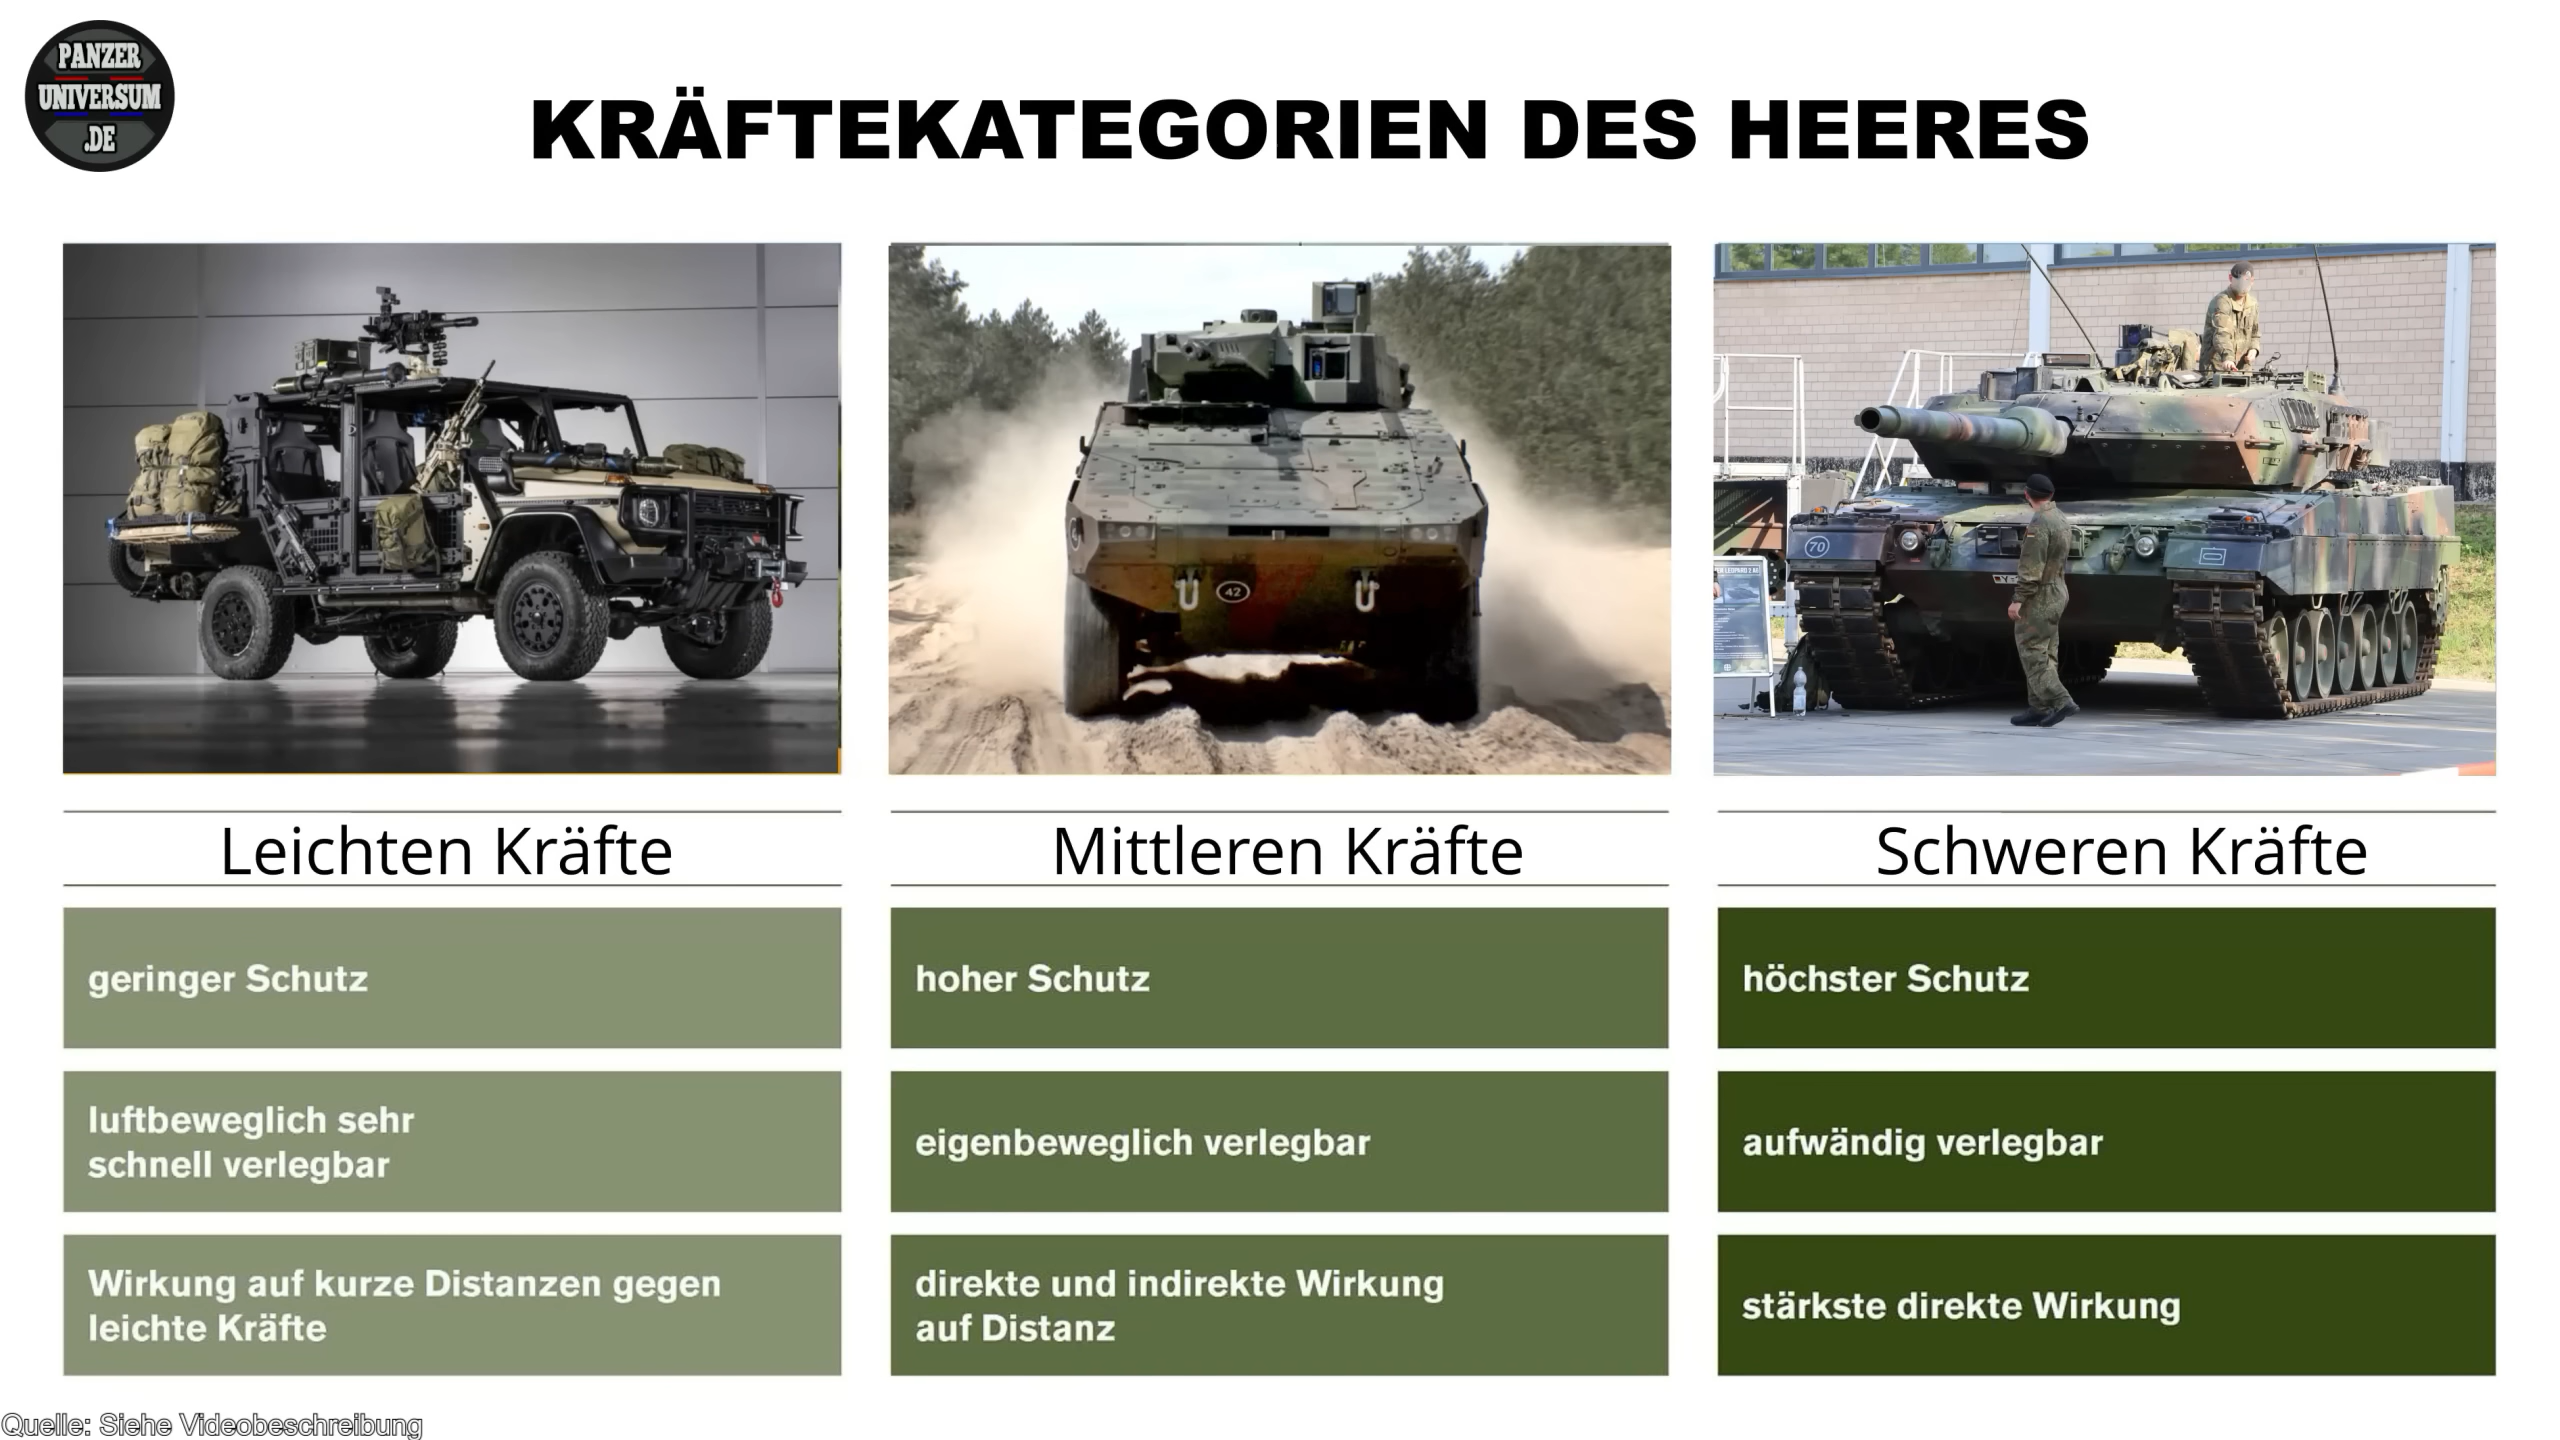 PANZER
UNIVERSUM
.DE
KRÄFTEKATEGORIEN DES HEERES
42
70
Leichten Kräfte
Mittleren Kräfte
Schweren Kräfte
geringer Schutz
hoher Schutz
höchster Schutz
luftbeweglich sehr
schnell verlegbar
eigenbeweglich verlegbar
aufwändig verlegbar
Wirkung auf kurze Distanzen gegen
leichte Kräfte
direkte und indirekte Wirkung
auf Distanz
stärkste direkte Wirkung
Quelle: Siehe Videobeschreibung